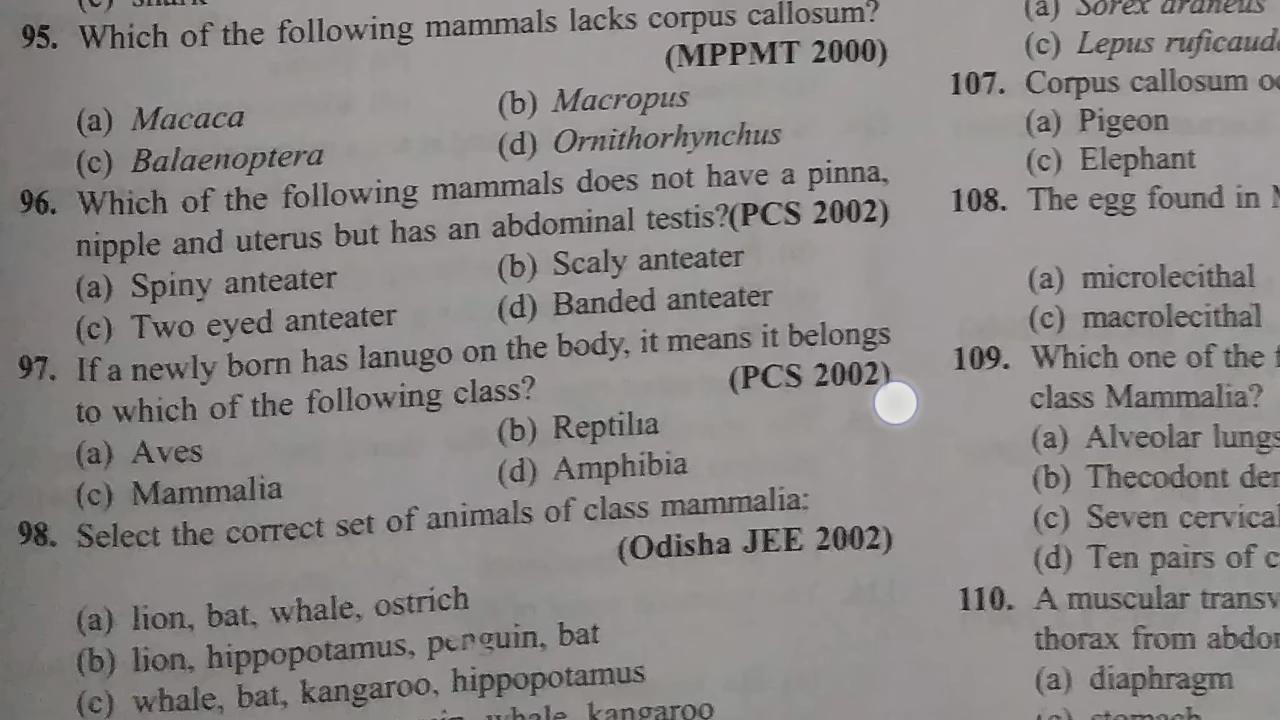 95. Which of the following mammals lacks corpus callosum?
(MPPMT 2000)
(a) Macaca
(b) Macropus
(c) Balaenoptera
(d) Ornithorhynchus
96. Which of the following mammals does not have a pinna,
nipple and uterus but has an abdominal testis?(PCS 2002)
(a) Spiny anteater
(b) Scaly anteater
(c) Two eyed anteater
(d) Banded anteater
97. If a newly born has lanugo on the body, it means it belongs
to which of the following class?
(PCS 2002)
(a) Aves
(b) Reptilia
(c) Mammalia
(d) Amphibia
98. Select the correct set of animals of class mammalia:
(Odisha JEE 2002)
(a) lion, bat, whale, ostrich
(b) lion, hippopotamus, penguin, bat
(c) whale, bat, kangaroo, hippopotamus
whale, kangaroo
(a) Sorex araneus
(c) Lepus
107. Corpus callosum
(a) Pigeon
(c) Elephant
108. The egg found in
(a) microlecithal
(c) macrolecithal
109. Which one of the
class Mammalia?
(a) Alveolar lungs
(b) Thecodont
(c) Seven cervical
(d) Ten pairs of
110. A muscular
thorax from
(a) diaphragm
(c) stomach